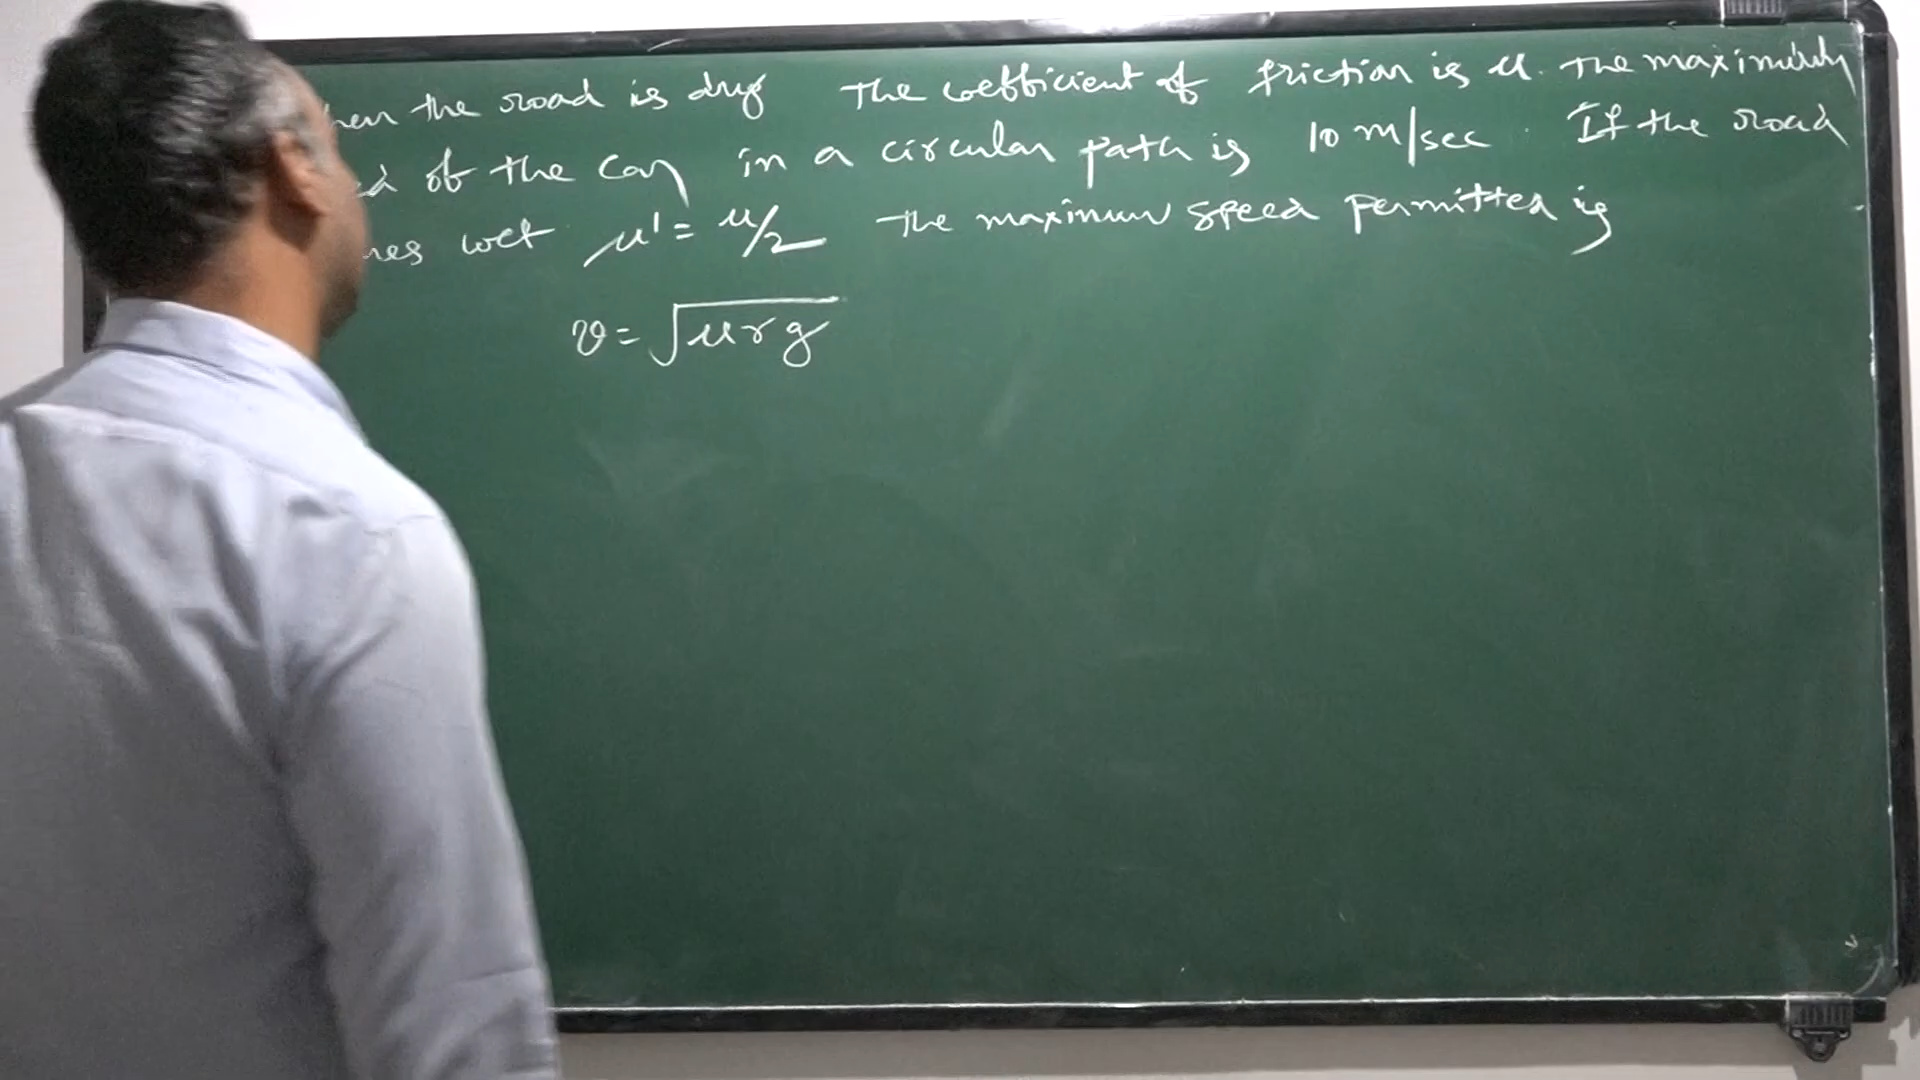 the road is dry The coefficient of friction is μ. The maximum
of the car in a circular path is 10 m/sec. If the road
wet μ' = μ/2 The maximum speed permitted is
v = √μrg